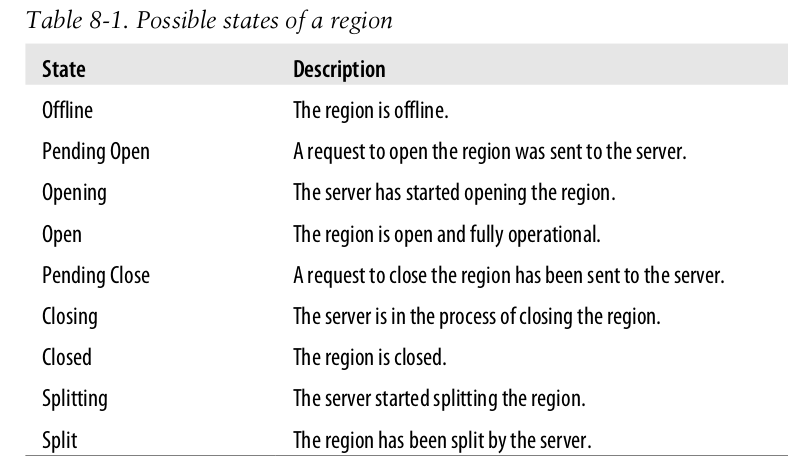 Table 8-1. Possible states of a region
State Description
Offline The region is offline.
Pending Open A request to open the region was sent to the server.
Opening The server has started opening the region.
Open The region is open and fully operational.
Pending Close A request to close the region has been sent to the server.
Closing The server is in the process of closing the region.
Closed The region is closed.
Splitting The server started splitting the region.
Split The region has been split by the server.